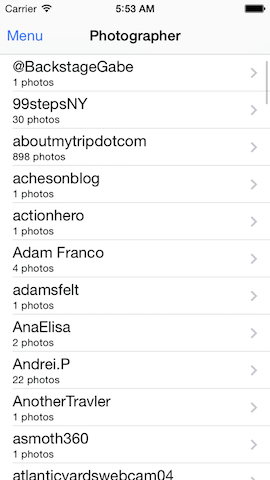 Carrier 5:53 AM
Menu Photographer
@BackstageGabe
1 photos
99stepsNY
30 photos
aboutmytripdotcom
898 photos
achesonblog
1 photos
actionhero
1 photos
Adam Franco
4 photos
adamsfelt
1 photos
AnaElisa
2 photos
Andrei.P
22 photos
AnotherTravler
1 photos
asmoth360
1 photos
atlanticyardswebcam04